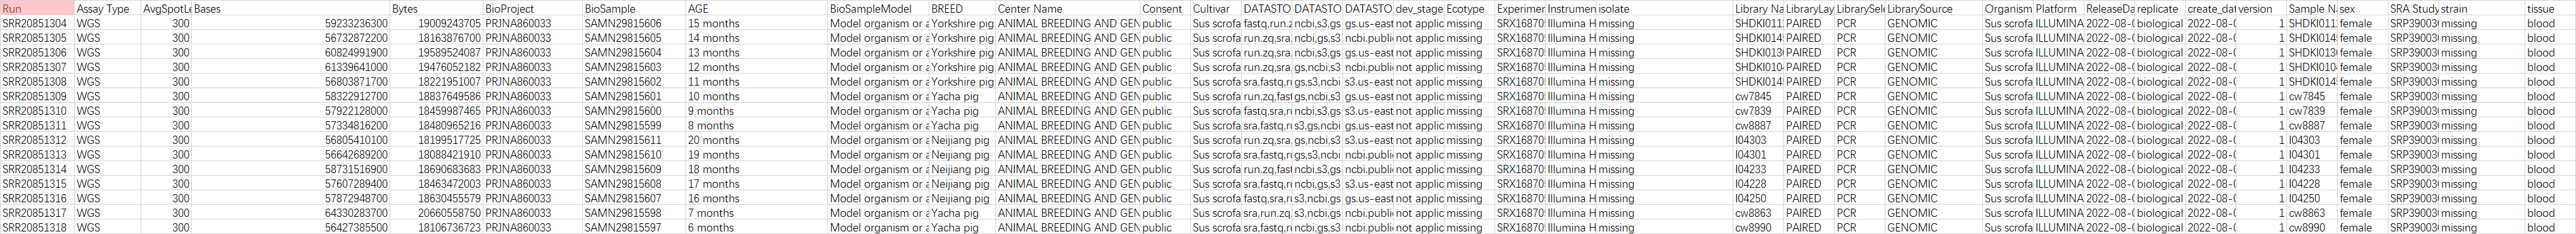 Run Assay Type AvgSpotLe Bases Bytes BioProject BioSample AGE BioSampleModel BREED Center Name Consent Cultivar DATASTO DATASTO DATASTO dev_stage Ecotype Experimer Instrumen isolate Library Na LibraryLay LibrarySele LibrarySource Organism Platform ReleaseDa replicate create_dat version Sample Na sex SRA Study strain tissue
SRR20851304 WGS 300 59233236300 19009243705 PRJNA860033 SAMN29815606 15 months Model organism or a Yorkshire pig ANIMAL BREEDING AND GEN public Sus scrofa fastq,run.z ncbi,s3,gs gs.us-east not applic missing SRX16870 Illumina H missing SHDKI011 PAIRED PCR GENOMIC Sus scrofa ILLUMINA 2022-08-0 biological 2022-08-0 1 SHDKI011 female SRP39003 missing blood
SRR20851305 WGS 300 56732872200 18163876700 PRJNA860033 SAMN29815605 14 months Model organism or a Yorkshire pig ANIMAL BREEDING AND GEN public Sus scrofa run.zq,sra, ncbi,s3,gs gs.us-east not applic missing SRX16870 Illumina H missing SHDKI014 PAIRED PCR GENOMIC Sus scrofa ILLUMINA 2022-08-0 biological 2022-08-0 1 SHDKI014 female SRP39003 missing blood
SRR20851306 WGS 300 60824991900 19589524087 PRJNA860033 SAMN29815604 13 months Model organism or a Yorkshire pig ANIMAL BREEDING AND GEN public Sus scrofa run.zq,sra, ncbi,gs,s3 ncbi.public not applic missing SRX16870 Illumina H missing SHDKI013 PAIRED PCR GENOMIC Sus scrofa ILLUMINA 2022-08-0 biological 2022-08-0 1 SHDKI013 female SRP39003 missing blood
SRR20851307 WGS 300 61339641000 19476052182 PRJNA860033 SAMN29815603 12 months Model organism or a Yorkshire pig ANIMAL BREEDING AND GEN public Sus scrofa run.zq,sra, gs,ncbi,s3 s3.us-east not applic missing SRX16870 Illumina H missing SHDKI010 PAIRED PCR GENOMIC Sus scrofa ILLUMINA 2022-08-0 biological 2022-08-0 1 SHDKI010 female SRP39003 missing blood
SRR20851308 WGS 300 56803871700 18221951007 PRJNA860033 SAMN29815602 11 months Model organism or a Yorkshire pig ANIMAL BREEDING AND GEN public Sus scrofa sra,fastq,ru gs,s3,ncbi s3.us-east not applic missing SRX16870 Illumina H missing SHDKI014 PAIRED PCR GENOMIC Sus scrofa ILLUMINA 2022-08-0 biological 2022-08-0 1 SHDKI014 female SRP39003 missing blood
SRR20851309 WGS 300 58322912700 18837649586 PRJNA860033 SAMN29815601 10 months Model organism or a Yacha pig ANIMAL BREEDING AND GEN public Sus scrofa run.zq,fast gs,ncbi,s3 gs.us-east not applic missing SRX16870 Illumina H missing cw7845 PAIRED PCR GENOMIC Sus scrofa ILLUMINA 2022-08-0 biological 2022-08-0 1 cw7845 female SRP39003 missing blood
SRR20851310 WGS 300 57922128000 18459987465 PRJNA860033 SAMN29815600 9 months Model organism or a Yacha pig ANIMAL BREEDING AND GEN public Sus scrofa fastq,sra,ru ncbi,gs,s3 gs.us-east not applic missing SRX16870 Illumina H missing cw7839 PAIRED PCR GENOMIC Sus scrofa ILLUMINA 2022-08-0 biological 2022-08-0 1 cw7839 female SRP39003 missing blood
SRR20851311 WGS 300 57334816200 18480965216 PRJNA860033 SAMN29815599 8 months Model organism or a Yacha pig ANIMAL BREEDING AND GEN public Sus scrofa sra,fastq,ru s3,gs,ncbi gs.us-east not applic missing SRX16870 Illumina H missing cw8887 PAIRED PCR GENOMIC Sus scrofa ILLUMINA 2022-08-0 biological 2022-08-0 1 cw8887 female SRP39003 missing blood
SRR20851312 WGS 300 56805410100 18199517725 PRJNA860033 SAMN29815611 20 months Model organism or a Neijiang pig ANIMAL BREEDING AND GEN public Sus scrofa run.zq,sra, ncbi,gs,s3 s3.us-east not applic missing SRX16870 Illumina H missing I04303 PAIRED PCR GENOMIC Sus scrofa ILLUMINA 2022-08-0 biological 2022-08-0 1 I04303 female SRP39003 missing blood
SRR20851313 WGS 300 56642689200 18088421910 PRJNA860033 SAMN29815610 19 months Model organism or a Neijiang pig ANIMAL BREEDING AND GEN public Sus scrofa sra,fastq,ru gs,s3,ncbi ncbi.public not applic missing SRX16870 Illumina H missing I04301 PAIRED PCR GENOMIC Sus scrofa ILLUMINA 2022-08-0 biological 2022-08-0 1 I04301 female SRP39003 missing blood
SRR20851314 WGS 300 58731516900 18690683683 PRJNA860033 SAMN29815609 18 months Model organism or a Neijiang pig ANIMAL BREEDING AND GEN public Sus scrofa run.zq,fast gs,ncbi,s3 s3.us-east not applic missing SRX16870 Illumina H missing I04233 PAIRED PCR GENOMIC Sus scrofa ILLUMINA 2022-08-0 biological 2022-08-0 1 I04233 female SRP39003 missing blood
SRR20851315 WGS 300 57607289400 18463472003 PRJNA860033 SAMN29815608 17 months Model organism or a Neijiang pig ANIMAL BREEDING AND GEN public Sus scrofa sra,fastq,ru ncbi,gs,s3 s3.us-east not applic missing SRX16870 Illumina H missing I04228 PAIRED PCR GENOMIC Sus scrofa ILLUMINA 2022-08-0 biological 2022-08-0 1 I04228 female SRP39003 missing blood
SRR20851316 WGS 300 57872948700 18630455579 PRJNA860033 SAMN29815607 16 months Model organism or a Neijiang pig ANIMAL BREEDING AND GEN public Sus scrofa fastq,sra,ru ncbi,gs,s3 s3.us-east not applic missing SRX16870 Illumina H missing I04250 PAIRED PCR GENOMIC Sus scrofa ILLUMINA 2022-08-0 biological 2022-08-0 1 I04250 female SRP39003 missing blood
SRR20851317 WGS 300 64330283700 20660558750 PRJNA860033 SAMN29815598 7 months Model organism or a Yacha pig ANIMAL BREEDING AND GEN public Sus scrofa sra,run.zq, s3,ncbi,gs ncbi.public not applic missing SRX16870 Illumina H missing cw8863 PAIRED PCR GENOMIC Sus scrofa ILLUMINA 2022-08-0 biological 2022-08-0 1 cw8863 female SRP39003 missing blood
SRR20851318 WGS 300 56427385500 18106736723 PRJNA860033 SAMN29815597 6 months Model organism or a Yacha pig ANIMAL BREEDING AND GEN public Sus scrofa sra,fastq,ru gs,ncbi,s3 gs.us-east not applic missing SRX16870 Illumina H missing cw8990 PAIRED PCR GENOMIC Sus scrofa ILLUMINA 2022-08-0 biological 2022-08-0 1 cw8990 female SRP39003 missing blood